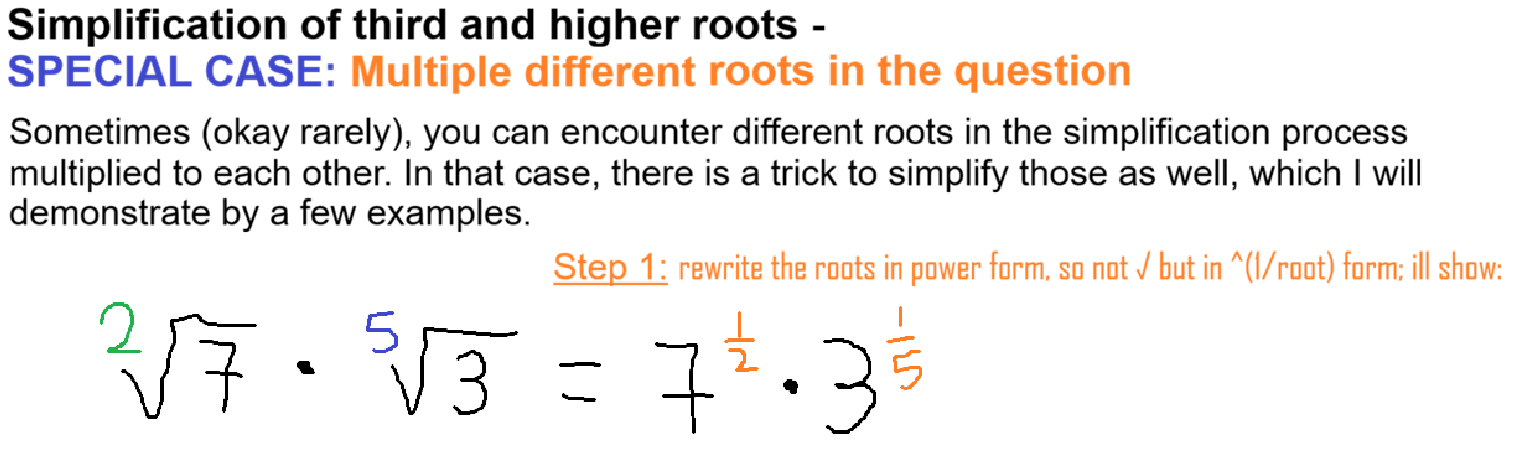 Simplification of third and higher roots -
SPECIAL CASE: Multiple different roots in the question
Sometimes (okay rarely), you can encounter different roots in the simplification process
multiplied to each other. In that case, there is a trick to simplify those as well, which I will
demonstrate by a few examples.
Step 1: rewrite the roots in power form, so not √ but in ^(1/root) form; ill show:
²√7 · ⁵√3 = 7^(1/2) · 3^(1/5)